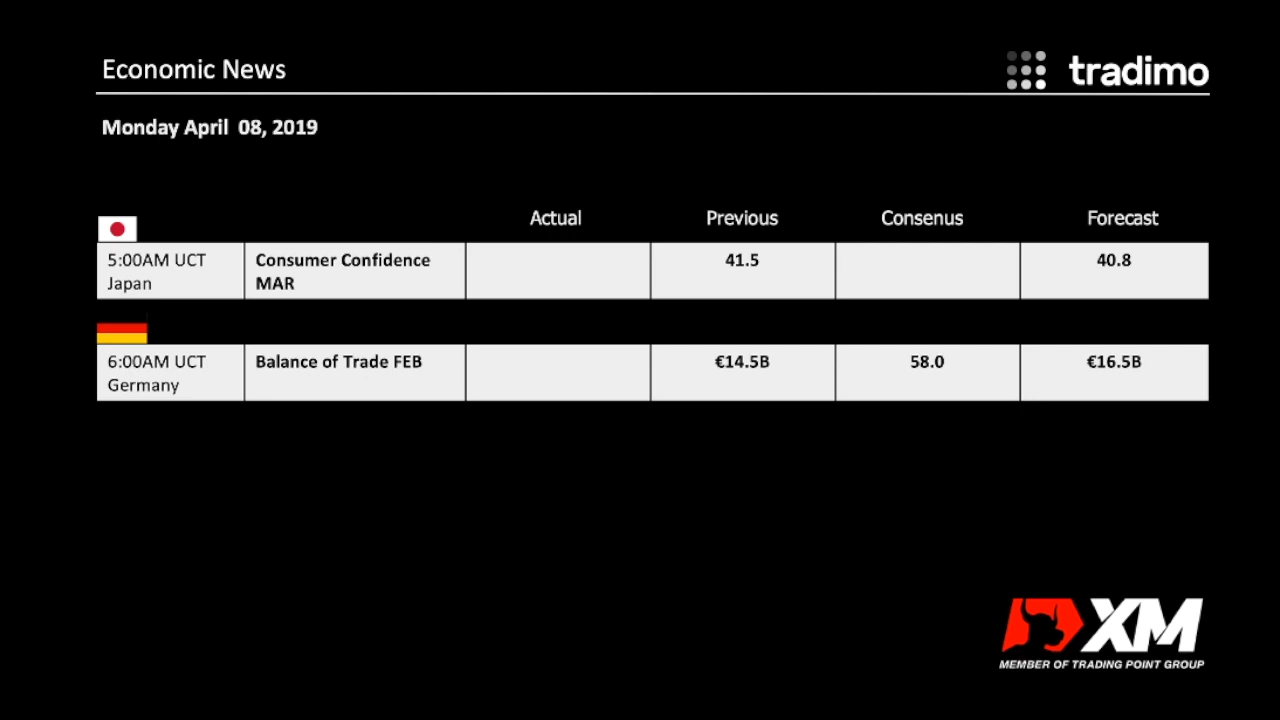 Economic News
tradimo
Monday April 08, 2019
Actual Previous Consenus Forecast
5:00AM UCT Consumer Confidence 41.5 40.8
Japan MAR
6:00AM UCT Balance of Trade FEB €14.5B 58.0 €16.5B
Germany
XM
MEMBER OF TRADING POINT GROUP